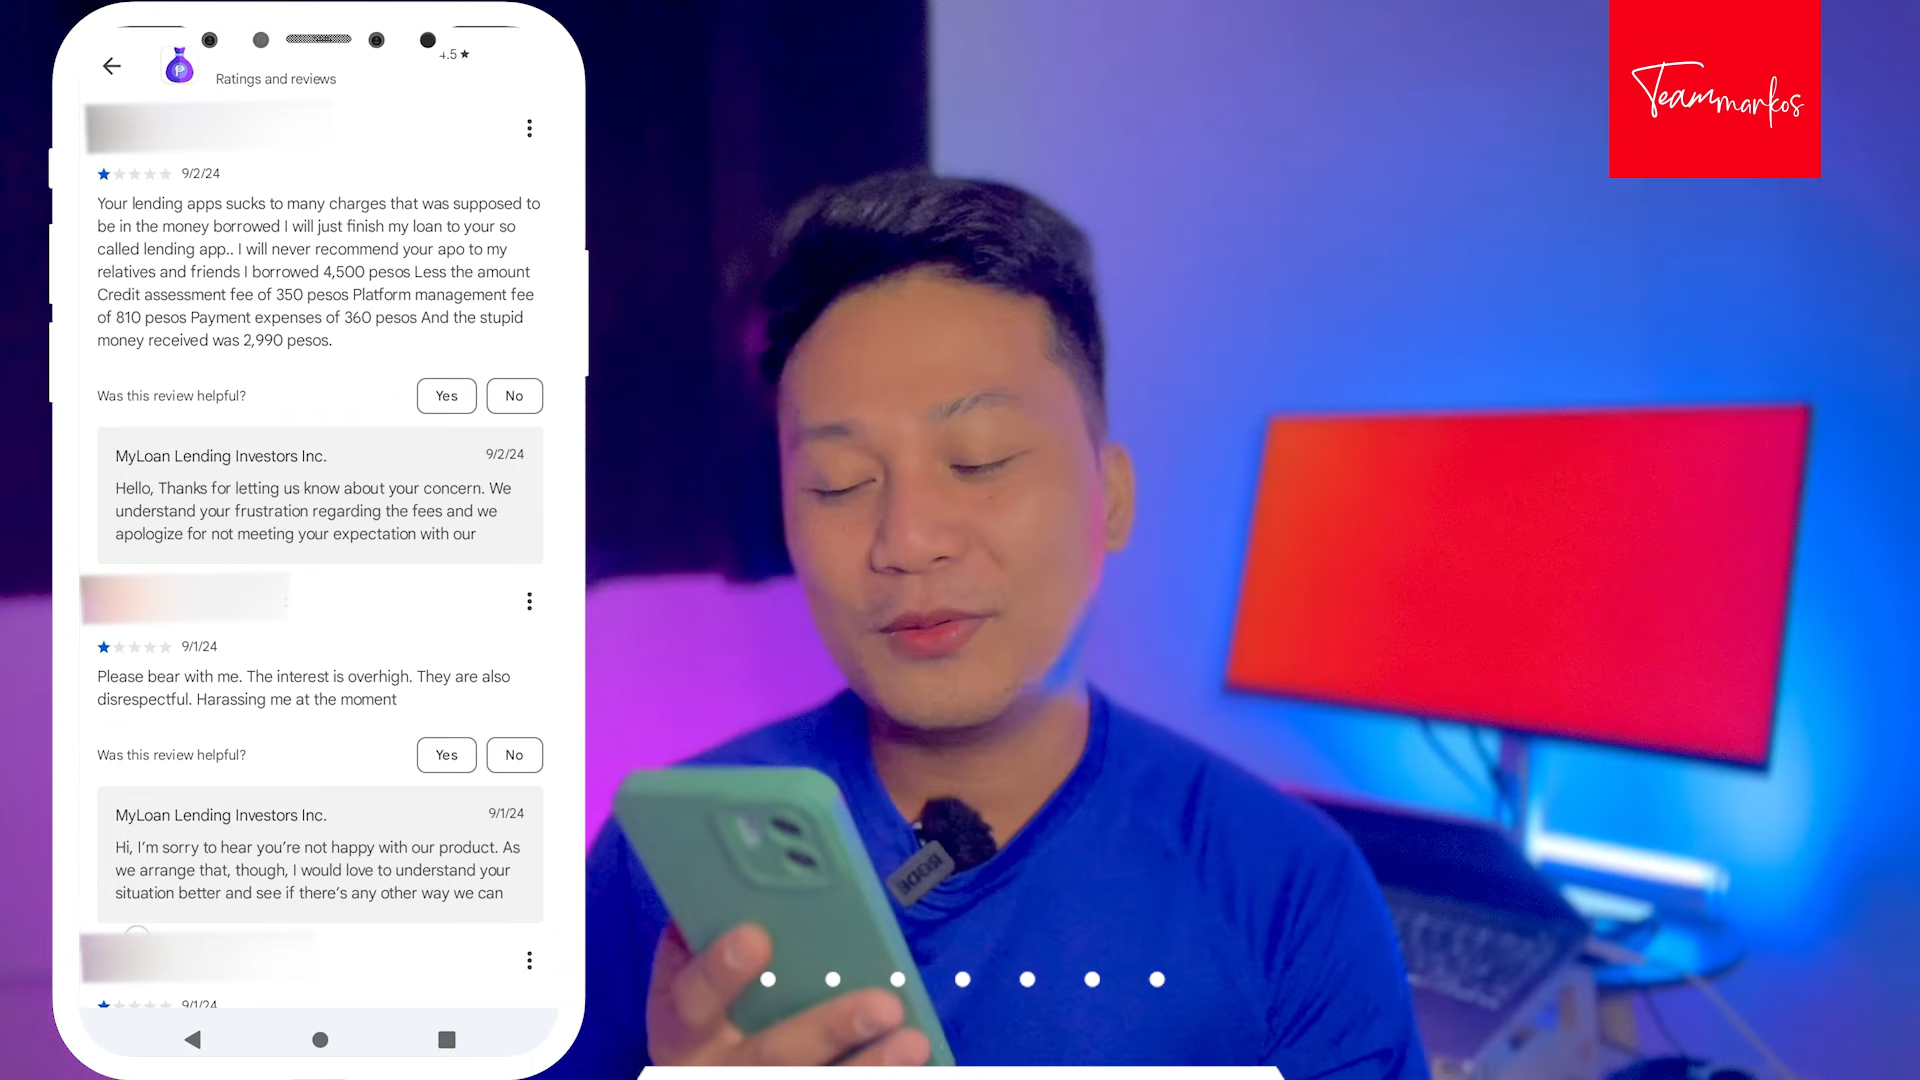 4.5 ★
Ratings and reviews
9/2/24
Your lending apps sucks to many charges that was supposed to
be in the money borrowed I will just finish my loan to your so
called lending app.. I will never recommend your apo to my
relatives and friends I borrowed 4,500 pesos Less the amount
Credit assessment fee of 350 pesos Platform management fee
of 810 pesos Payment expenses of 360 pesos And the stupid
money received was 2,990 pesos.
Was this review helpful?
Yes
No
MyLoan Lending Investors Inc.
9/2/24
Hello, Thanks for letting us know about your concern. We
understand your frustration regarding the fees and we
apologize for not meeting your expectation with our
9/1/24
Please bear with me. The interest is overhigh. They are also
disrespectful. Harassing me at the moment
Was this review helpful?
Yes
No
MyLoan Lending Investors Inc.
9/1/24
Hi, I'm sorry to hear you're not happy with our product. As
we arrange that, though, I would love to understand your
situation better and see if there's any other way we can
9/1/24
Teammarkos
RODE